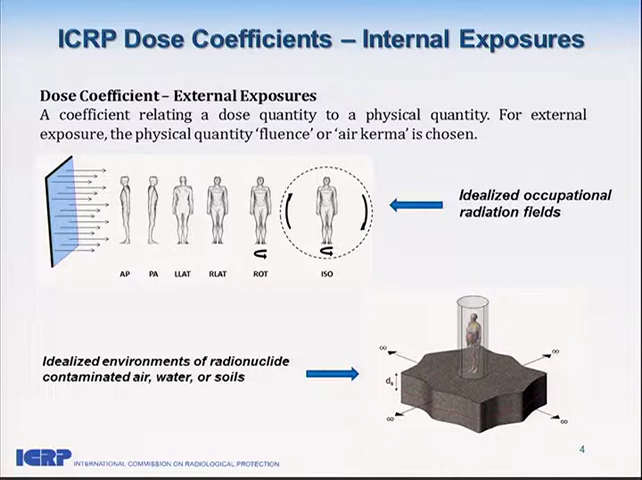 ICRP Dose Coefficients – Internal Exposures
Dose Coefficient – External Exposures
A coefficient relating a dose quantity to a physical quantity. For external
exposure, the physical quantity ‘fluence’ or ‘air kerma’ is chosen.
Idealized occupational
radiation fields
AP PA LLAT RLAT ROT ISO
Idealized environments of radionuclide
contaminated air, water, or soils
∞ ∞
∞ ∞
4
ICRP INTERNATIONAL COMMISSION ON RADIOLOGICAL PROTECTION